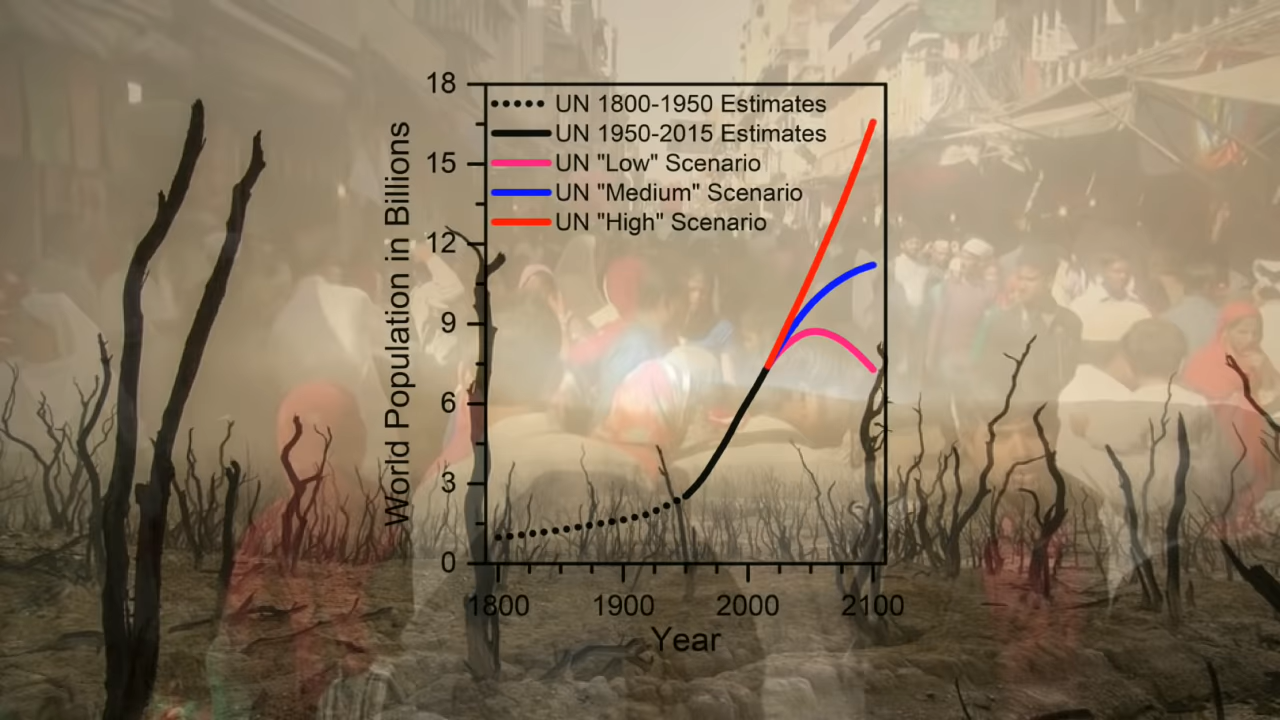 18
15
12
9
6
3
0
World Population in Billions
UN 1800-1950 Estimates
UN 1950-2015 Estimates
UN "Low" Scenario
UN "Medium" Scenario
UN "High" Scenario
1800 1900 2000 2100
Year